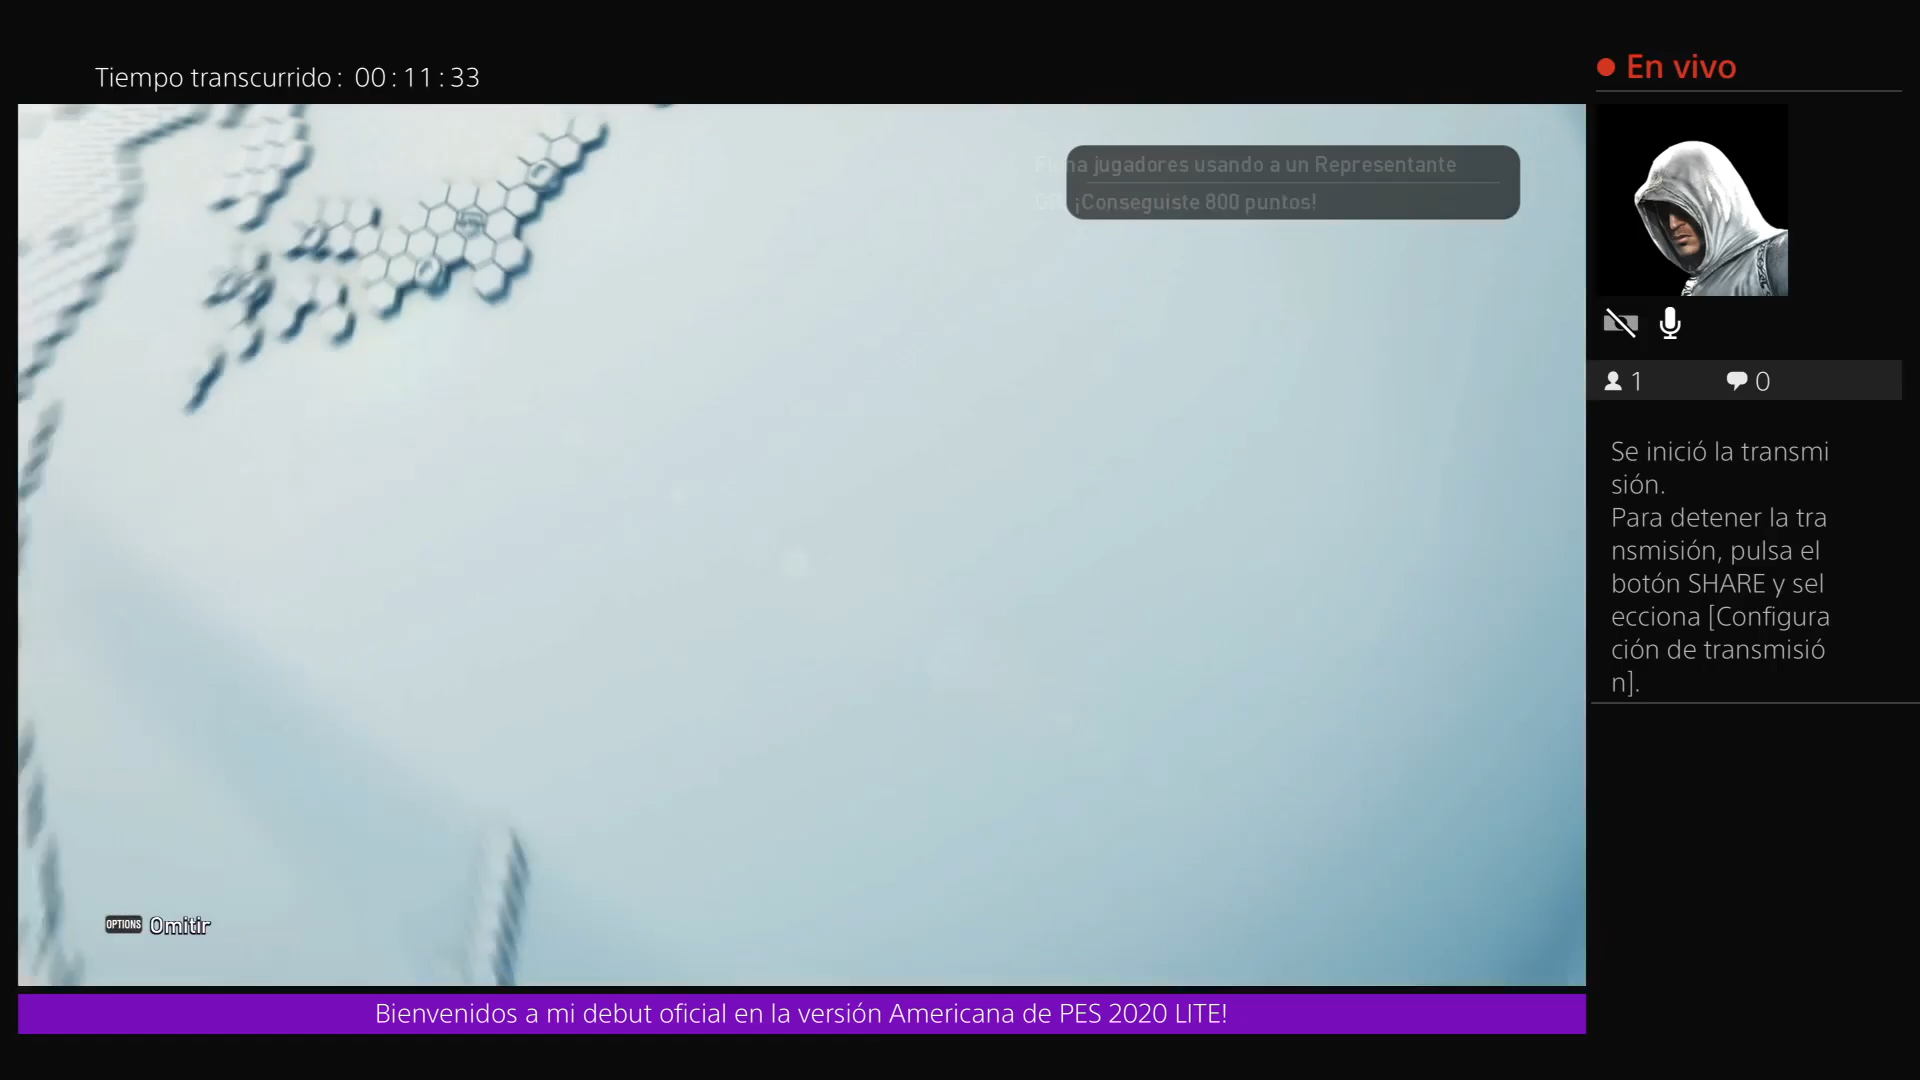 Tiempo transcurrido: 00:11:33
En vivo
jugadores usando a un Representante
¡Conseguiste 800 puntos!
1 0
Se inició la transmi
sión.
Para detener la tra
nsmisión, pulsa el
botón SHARE y sel
ecciona [Configura
ción de transmisió
n].
OPTIONS Omitir
Bienvenidos a mi debut oficial en la versión Americana de PES 2020 LITE!